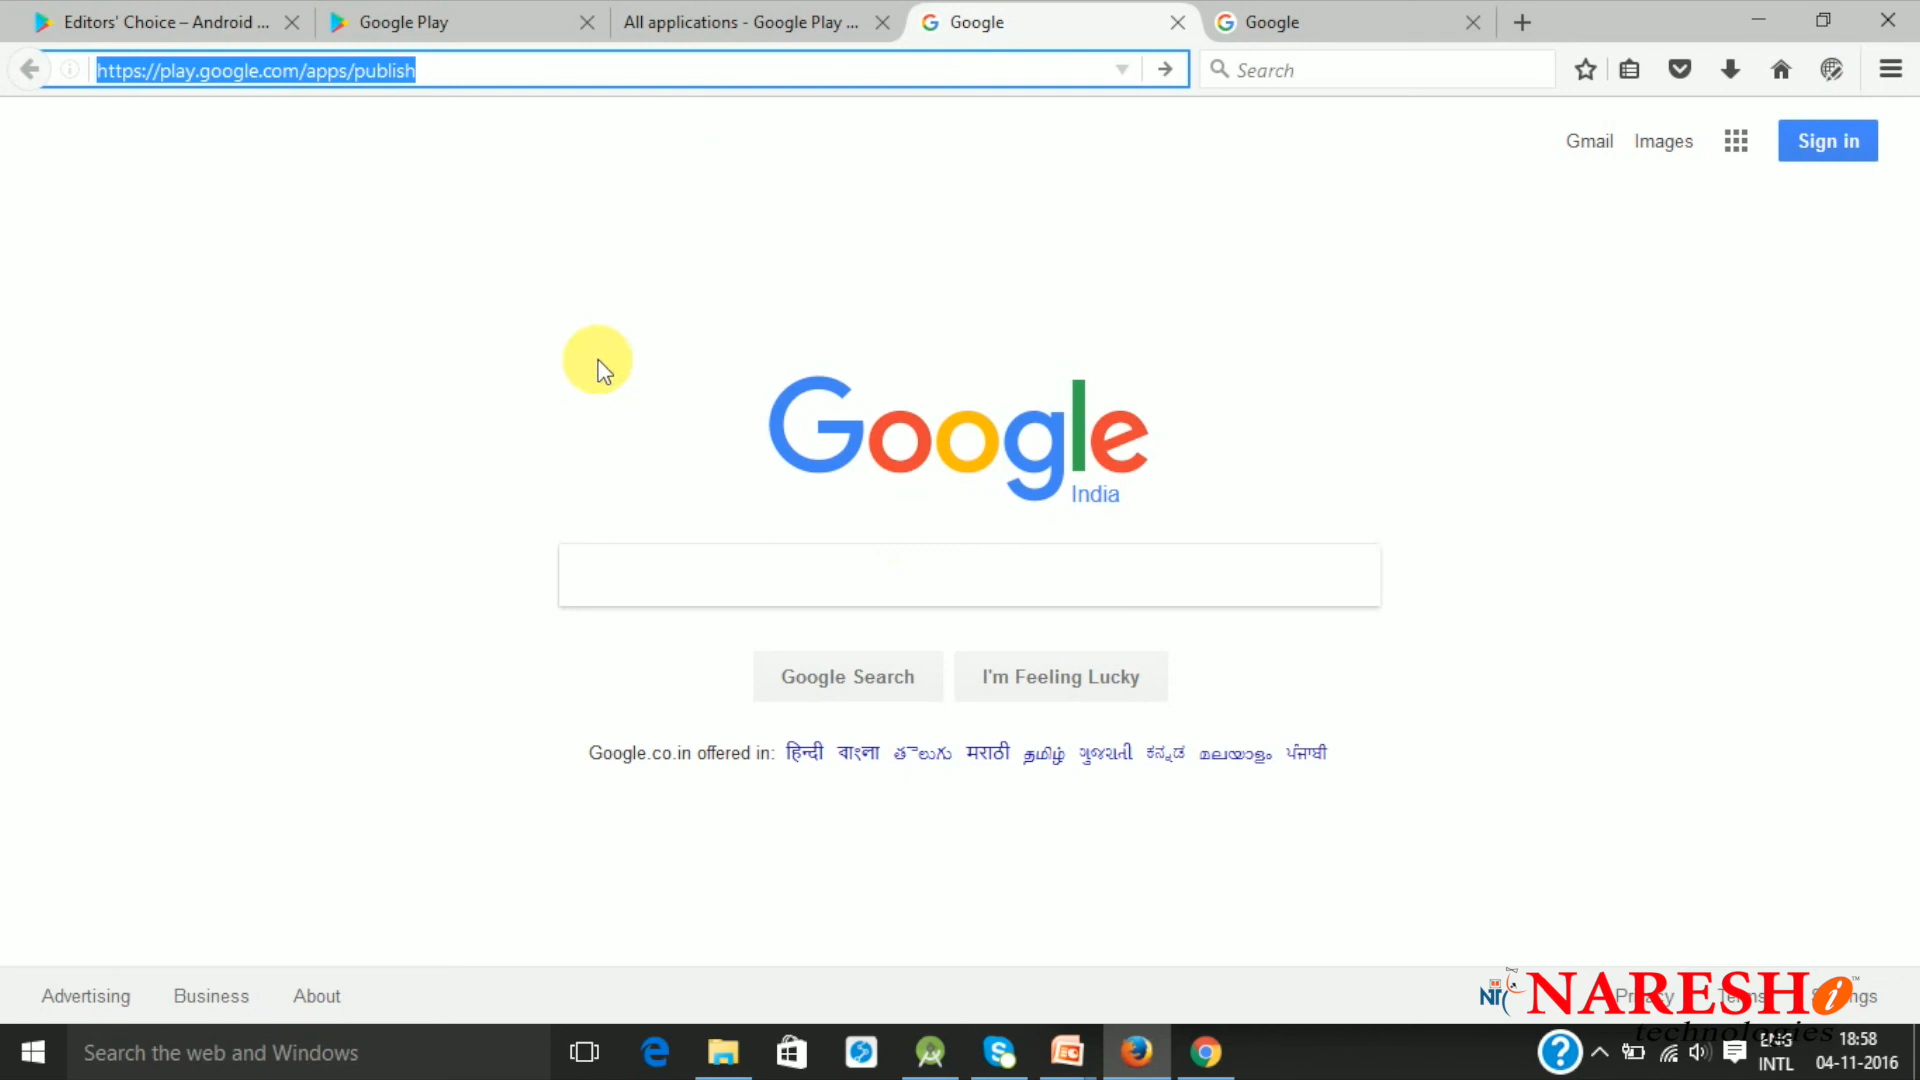 Editors' Choice – Android ...
Google Play
All applications - Google Play ...
Google
Google
https://play.google.com/apps/publish
Search
Gmail
Images
Sign in
Google
India
Google Search
I'm Feeling Lucky
Google.co.in offered in: हिन्दी বাংলা తెలుగు मराठी தமிழ் ગુજરાતી ಕನ್ನಡ മലയാളം ਪੰਜਾਬੀ
Advertising
Business
About
NARESH i
technologies
Search the web and Windows
ENG
INTL
18:58
04-11-2016